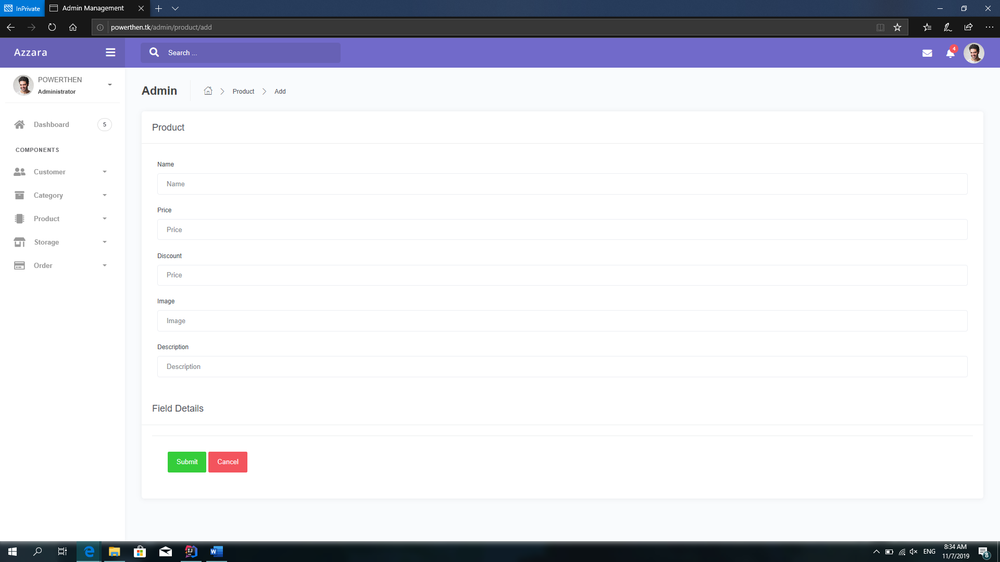 InPrivate
Admin Management
powerthen.tk/admin/product/add
Azzara
Search ...
4
POWERTHEN
Administrator
Admin
Product
Add
Dashboard
5
COMPONENTS
Customer
Category
Product
Storage
Order
Product
Name
Name
Price
Price
Discount
Price
Image
Image
Description
Description
Field Details
Submit
Cancel
ENG
8:34 AM
11/7/2019
8